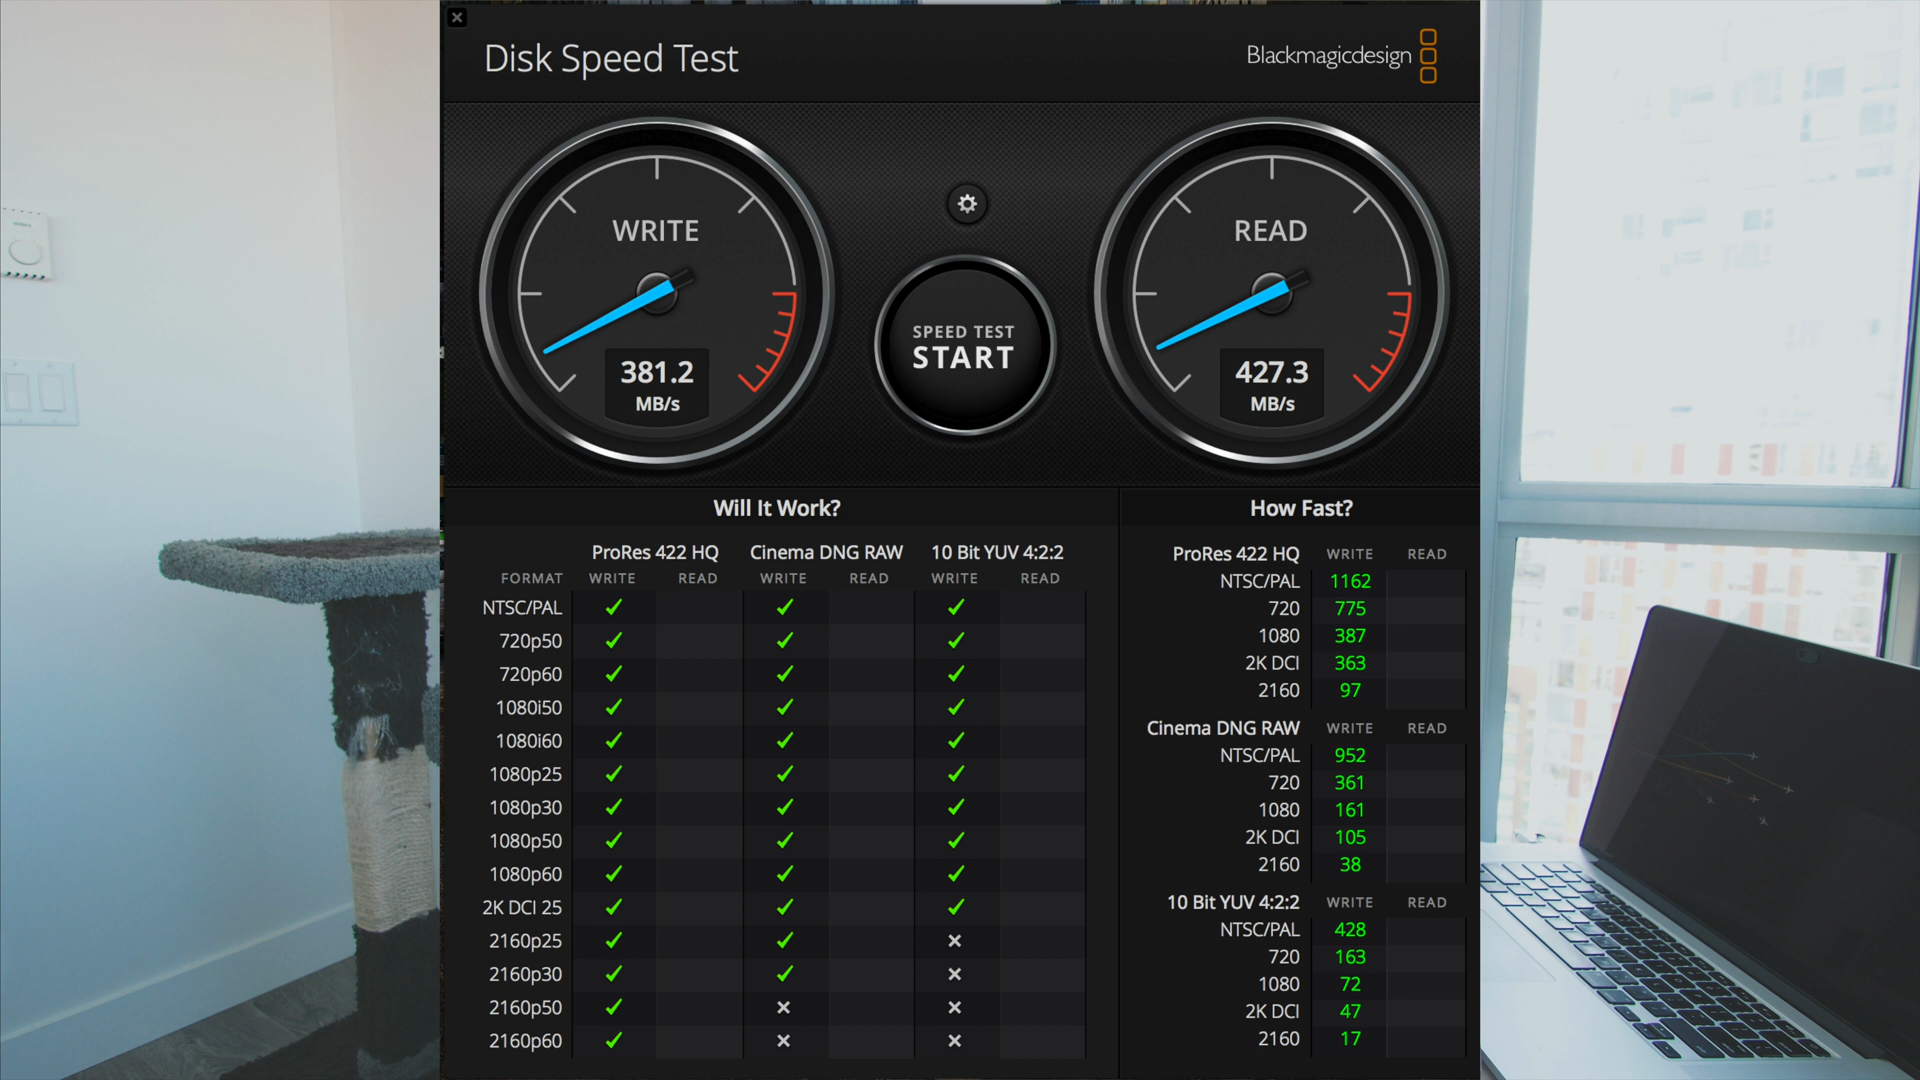 Disk Speed Test
Blackmagicdesign
WRITE
381.2
MB/s
SPEED TEST
START
READ
427.3
MB/s
Will It Work?
ProRes 422 HQ Cinema DNG RAW 10 Bit YUV 4:2:2
FORMAT WRITE READ WRITE READ WRITE READ
NTSC/PAL ✓ ✓ ✓
720p50 ✓ ✓ ✓
720p60 ✓ ✓ ✓
1080i50 ✓ ✓ ✓
1080i60 ✓ ✓ ✓
1080p25 ✓ ✓ ✓
1080p30 ✓ ✓ ✓
1080p50 ✓ ✓ ✓
1080p60 ✓ ✓ ✓
2K DCI 25 ✓ ✓ ✓
2160p25 ✓ ✓ ×
2160p30 ✓ ✓ ×
2160p50 ✓ × ×
2160p60 ✓ × ×
How Fast?
ProRes 422 HQ WRITE READ
NTSC/PAL 1162
720 775
1080 387
2K DCI 363
2160 97
Cinema DNG RAW WRITE READ
NTSC/PAL 952
720 361
1080 161
2K DCI 105
2160 38
10 Bit YUV 4:2:2 WRITE READ
NTSC/PAL 428
720 163
1080 72
2K DCI 47
2160 17